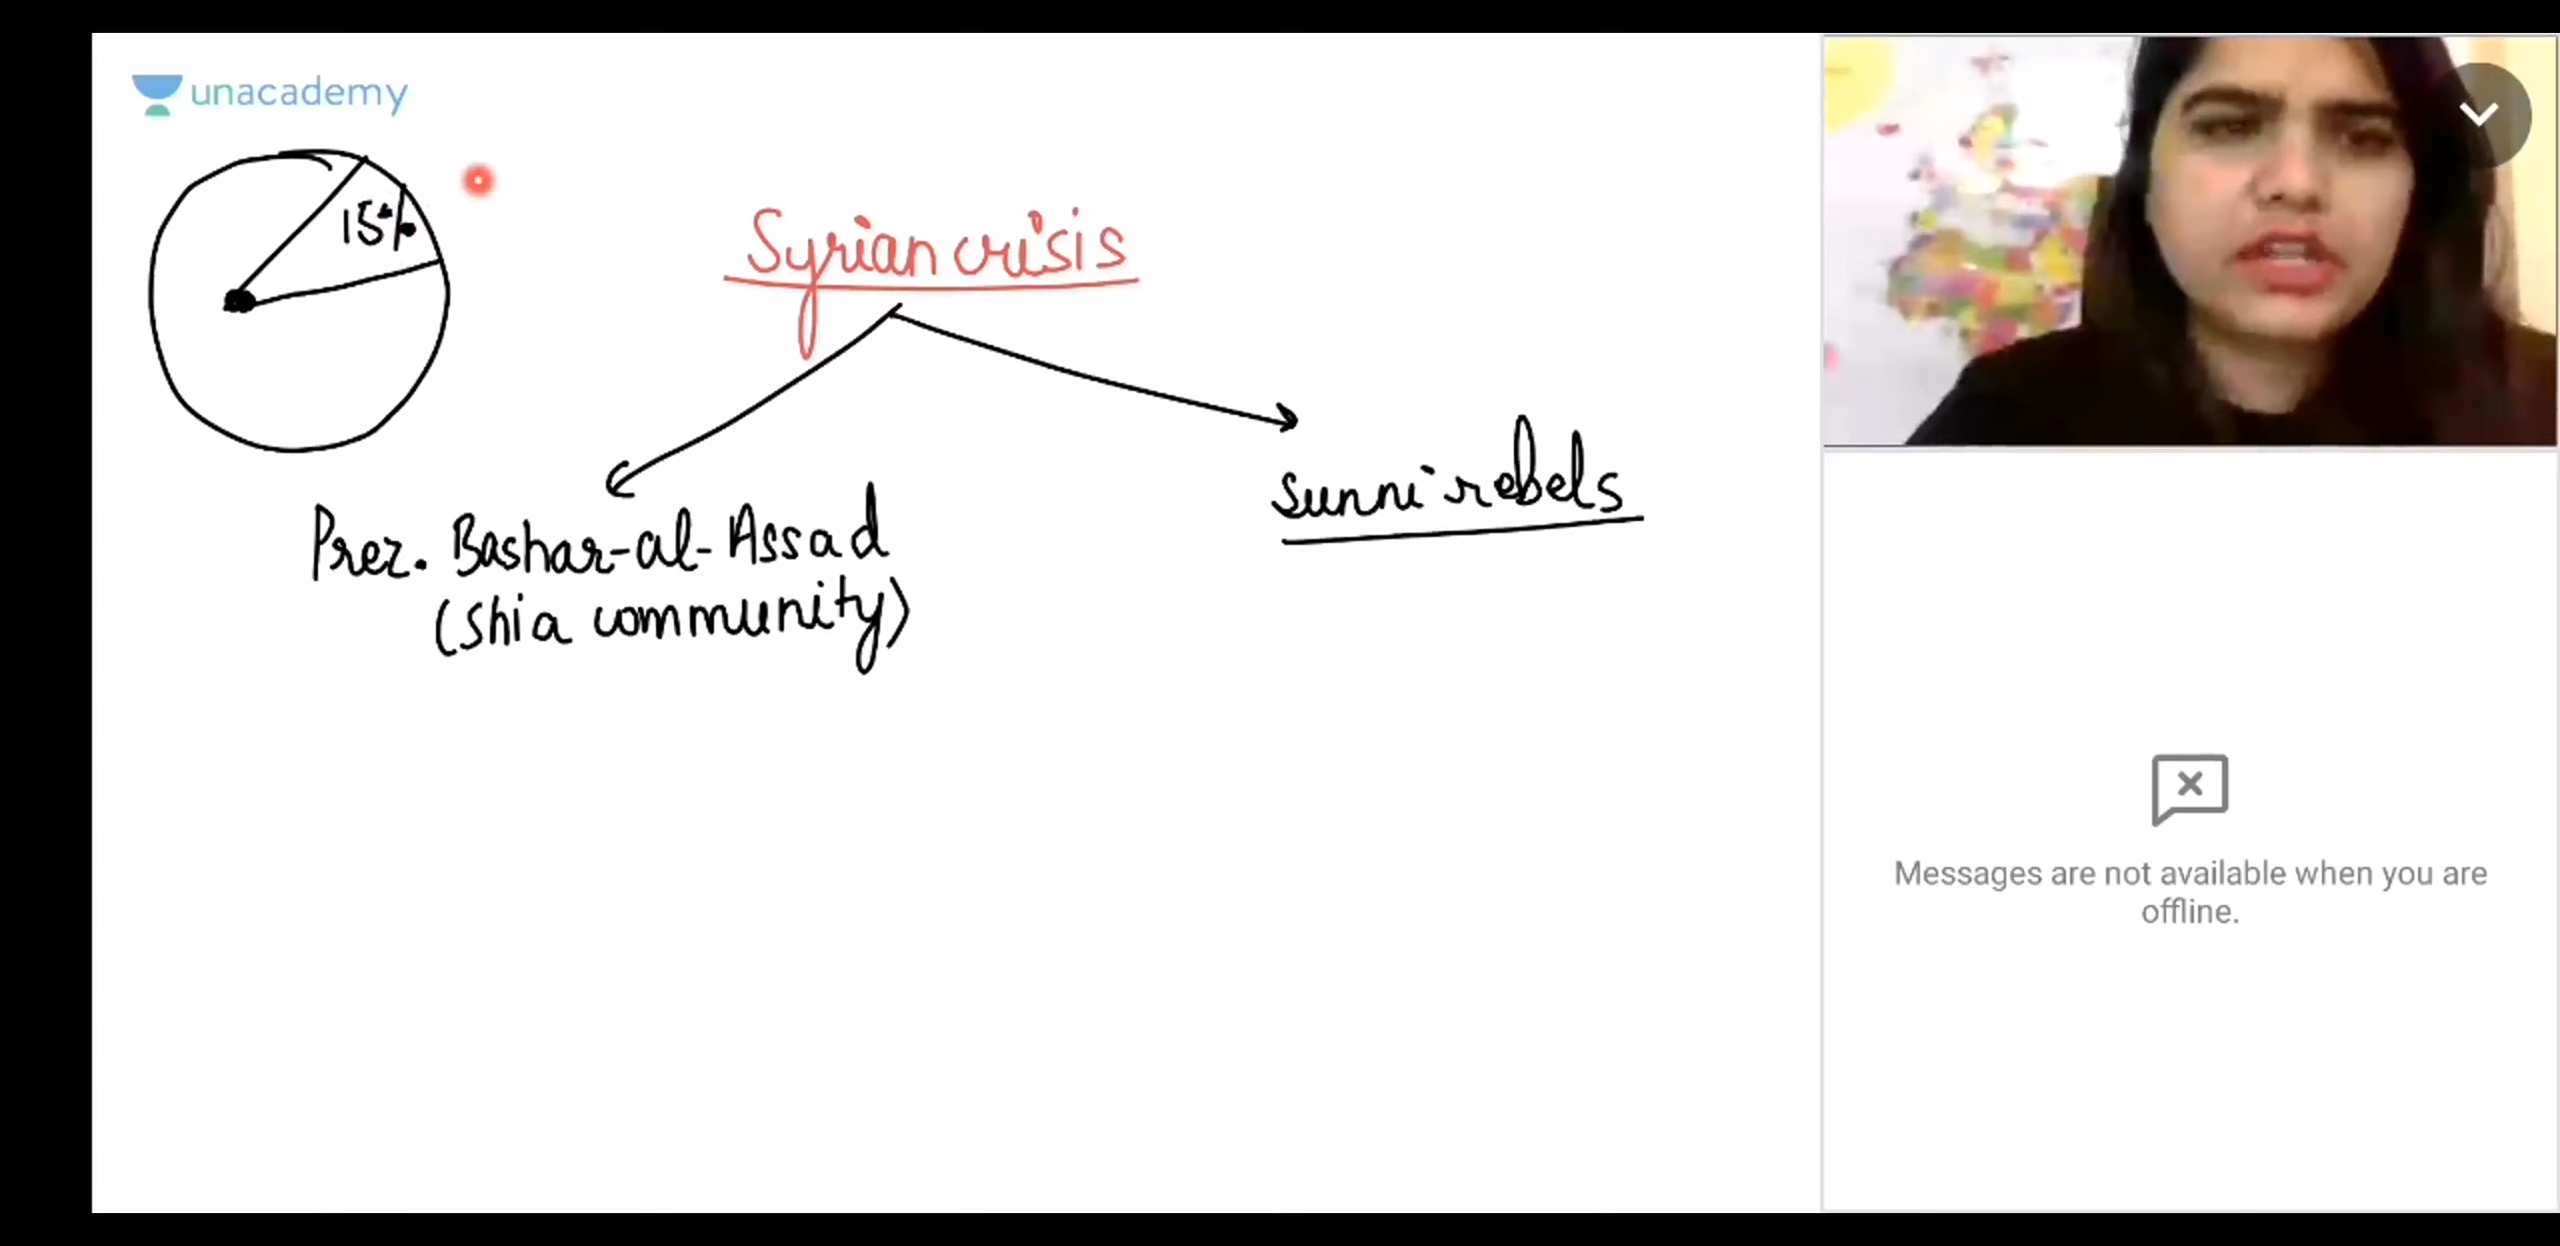 unacademy
15%
Syrian crisis
sunni rebels
Prez. Bashar-al-Assad
(shia community)
Messages are not available when you are
offline.